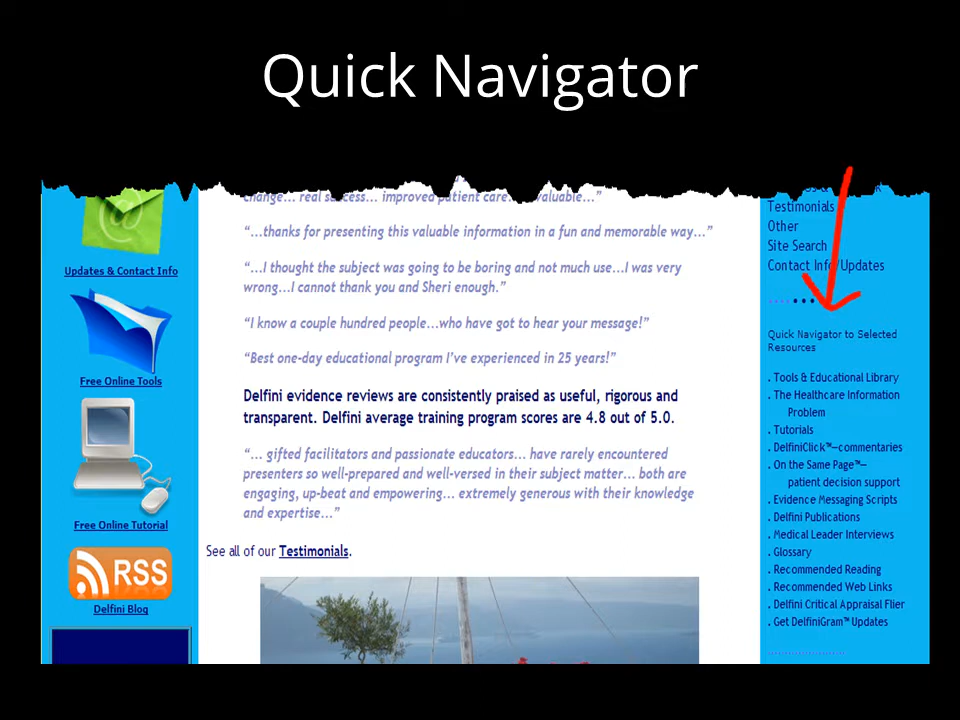 Quick Navigator
Updates & Contact Info
Free Online Tools
Free Online Tutorial
RSS
Delfini Blog
change... real success... improved patient care...
“...thanks for presenting this valuable information in a fun and memorable way...”
“...I thought the subject was going to be boring and not much use...I was very
wrong...I cannot thank you and Sheri enough.”
“I know a couple hundred people...who have got to hear your message!”
“Best one-day educational program I’ve experienced in 25 years!”
Delfini evidence reviews are consistently praised as useful, rigorous and
transparent. Delfini average training program scores are 4.8 out of 5.0.
“... gifted facilitators and passionate educators... have rarely encountered
presenters so well-prepared and well-versed in their subject matter... both are
engaging, up-beat and empowering... extremely generous with their knowledge
and expertise...”
See all of our Testimonials.
Testimonials
Other
Site Search
Contact Info/Updates
Quick Navigator to Selected
Resources
. Tools & Educational Library
. The Healthcare Information
Problem
. Tutorials
. DelfiniClick™—commentaries
. On the Same Page™—
patient decision support
. Evidence Messaging Scripts
. Delfini Publications
. Medical Leader Interviews
. Glossary
. Recommended Reading
. Recommended Web Links
. Delfini Critical Appraisal Flier
. Get DelfiniGram™ Updates